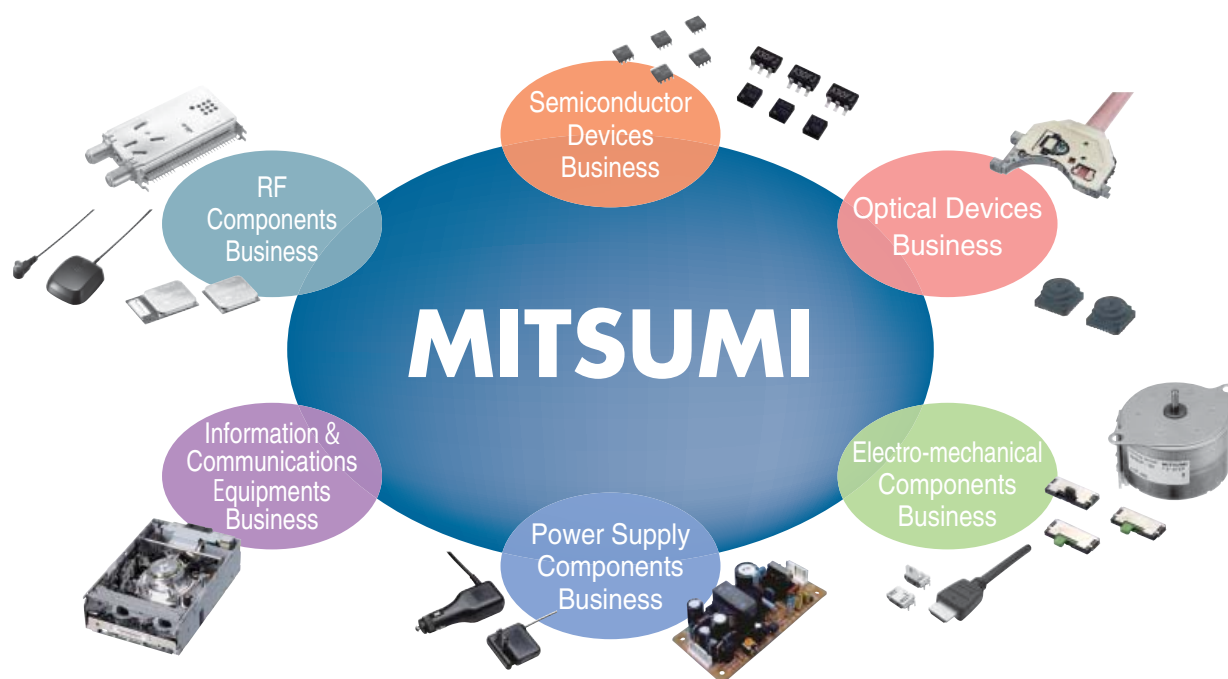 Semiconductor
Devices
Business
RF
Components
Business
Optical Devices
Business
MITSUMI
Information &
Communications
Equipments
Business
Electro-mechanical
Components
Business
Power Supply
Components
Business
MITSUMI